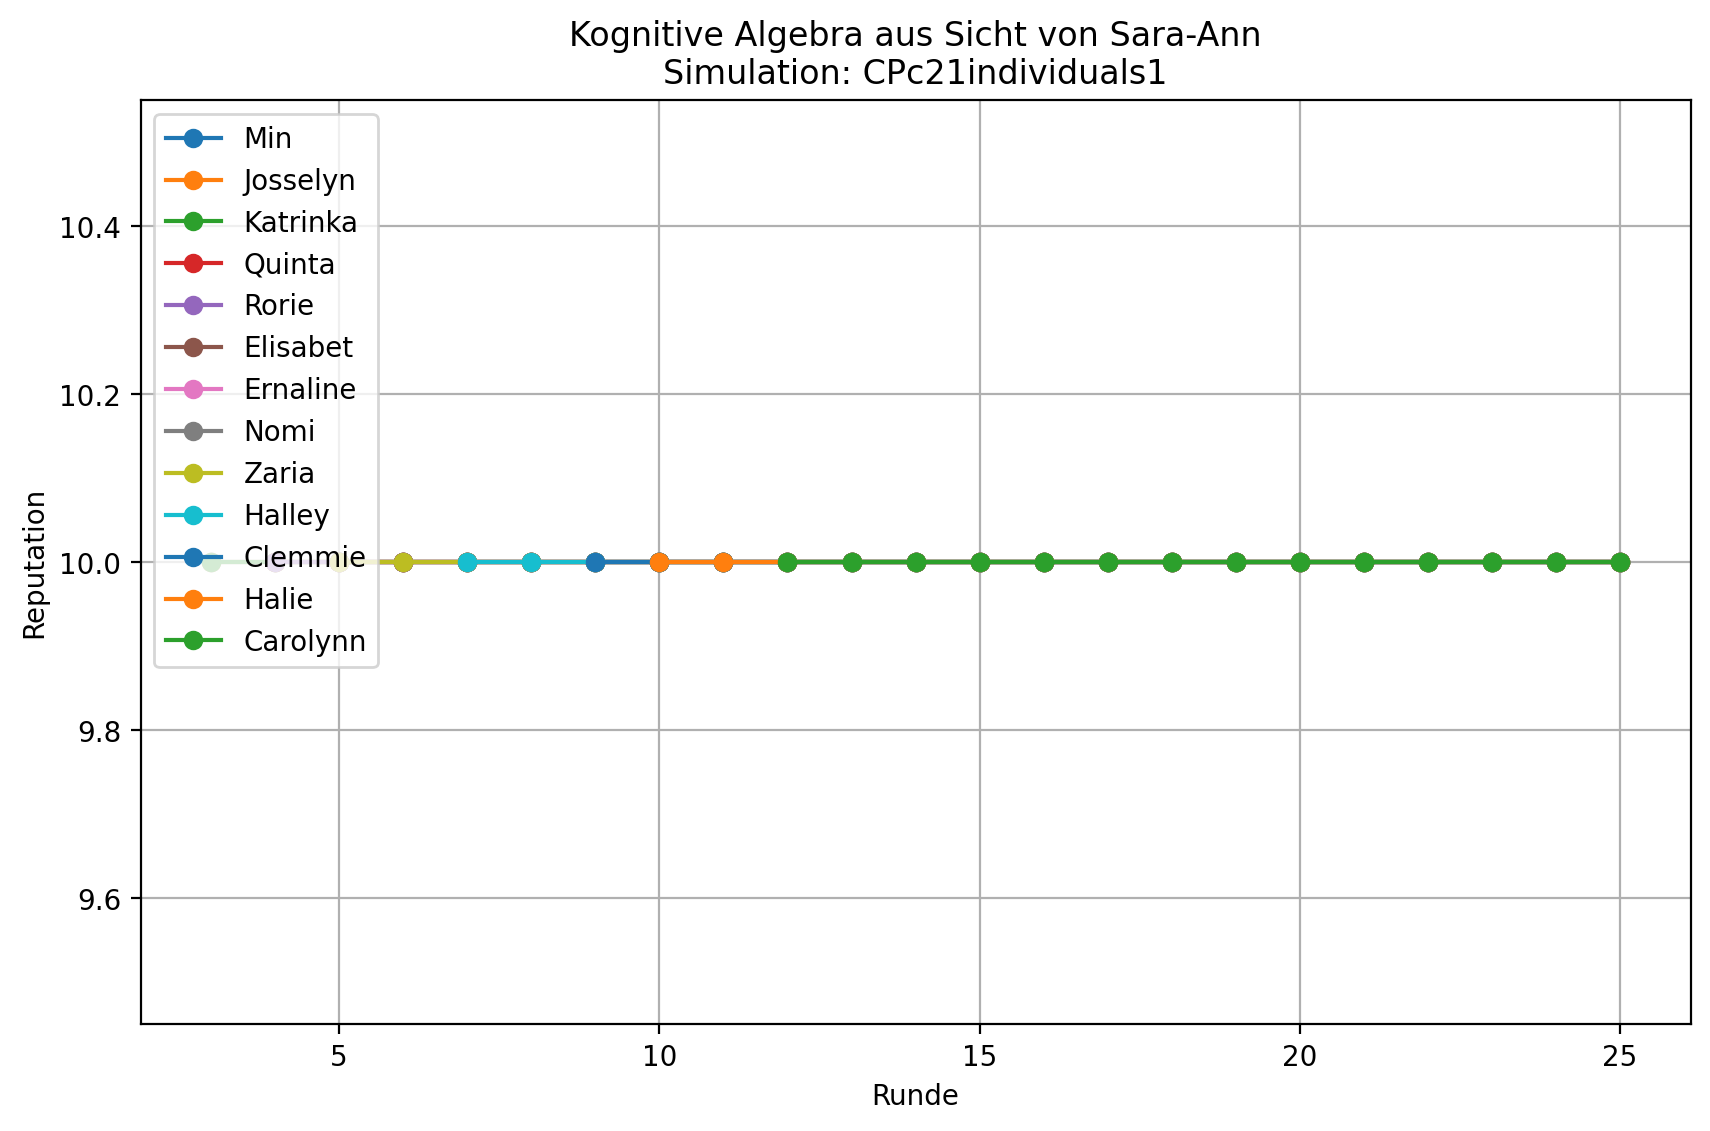 Kognitive Algebra aus Sicht von Sara-Ann
Simulation: CPc21individuals1
Min
Josselyn
Katrinka
Quinta
Rorie
Elisabet
Ernaline
Nomi
Zaria
Halley
Clemmie
Halie
Carolynn
Reputation
10.4
10.2
10.0
9.8
9.6
5
10
15
20
25
Runde